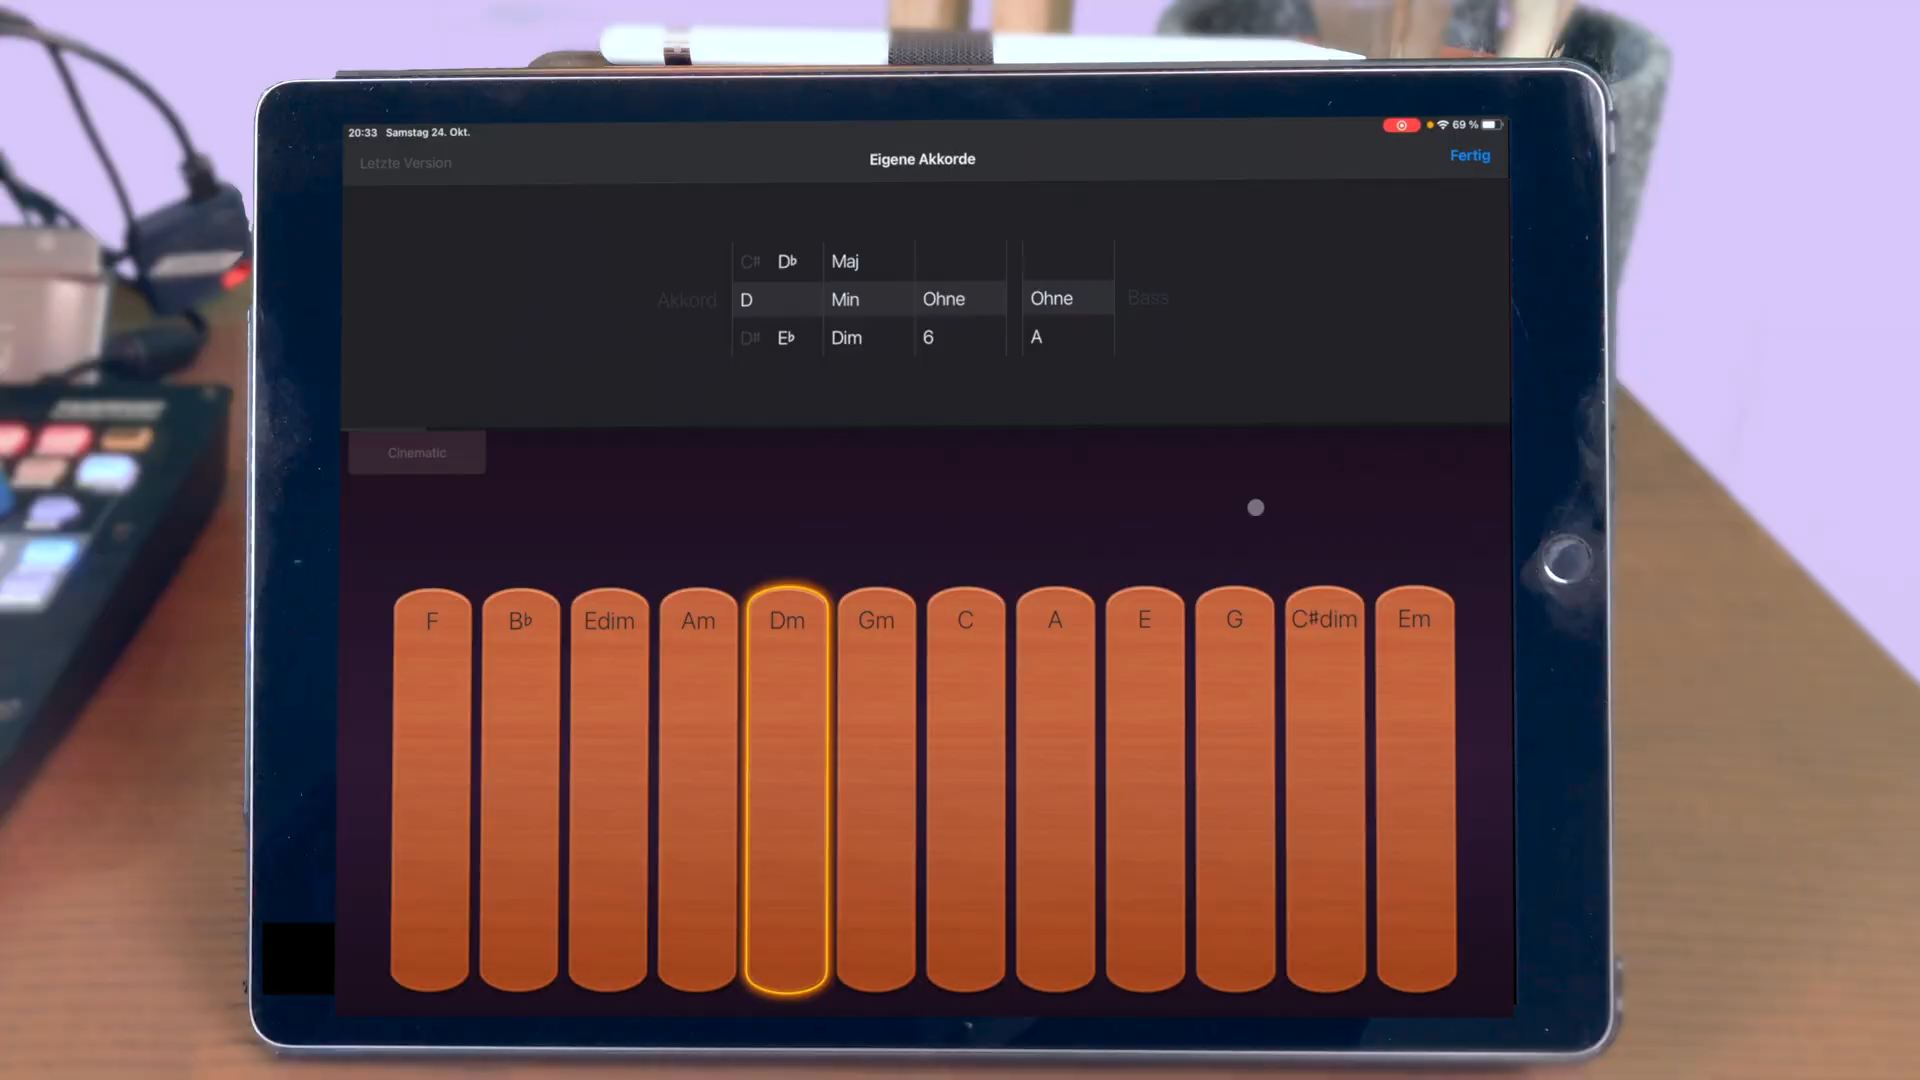 20:33 Samstag 24. Okt.
69 %
Letzte Version
Eigene Akkorde
Fertig
C# D♭ Maj
Akkord D Min Ohne Ohne Bass
D# E♭ Dim 6 A
Cinematic
F B♭ Edim Am Dm Gm C A E G C#dim Em